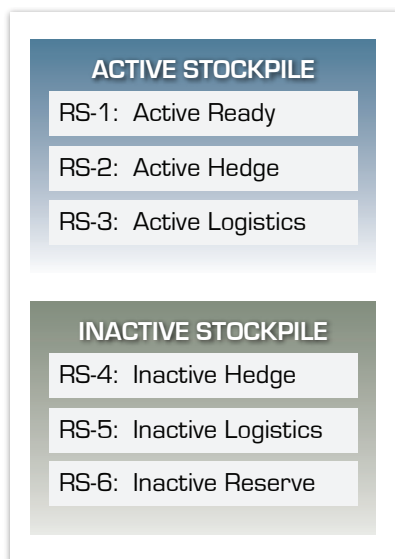 ACTIVE STOCKPILE
RS-1: Active Ready
RS-2: Active Hedge
RS-3: Active Logistics
INACTIVE STOCKPILE
RS-4: Inactive Hedge
RS-5: Inactive Logistics
RS-6: Inactive Reserve